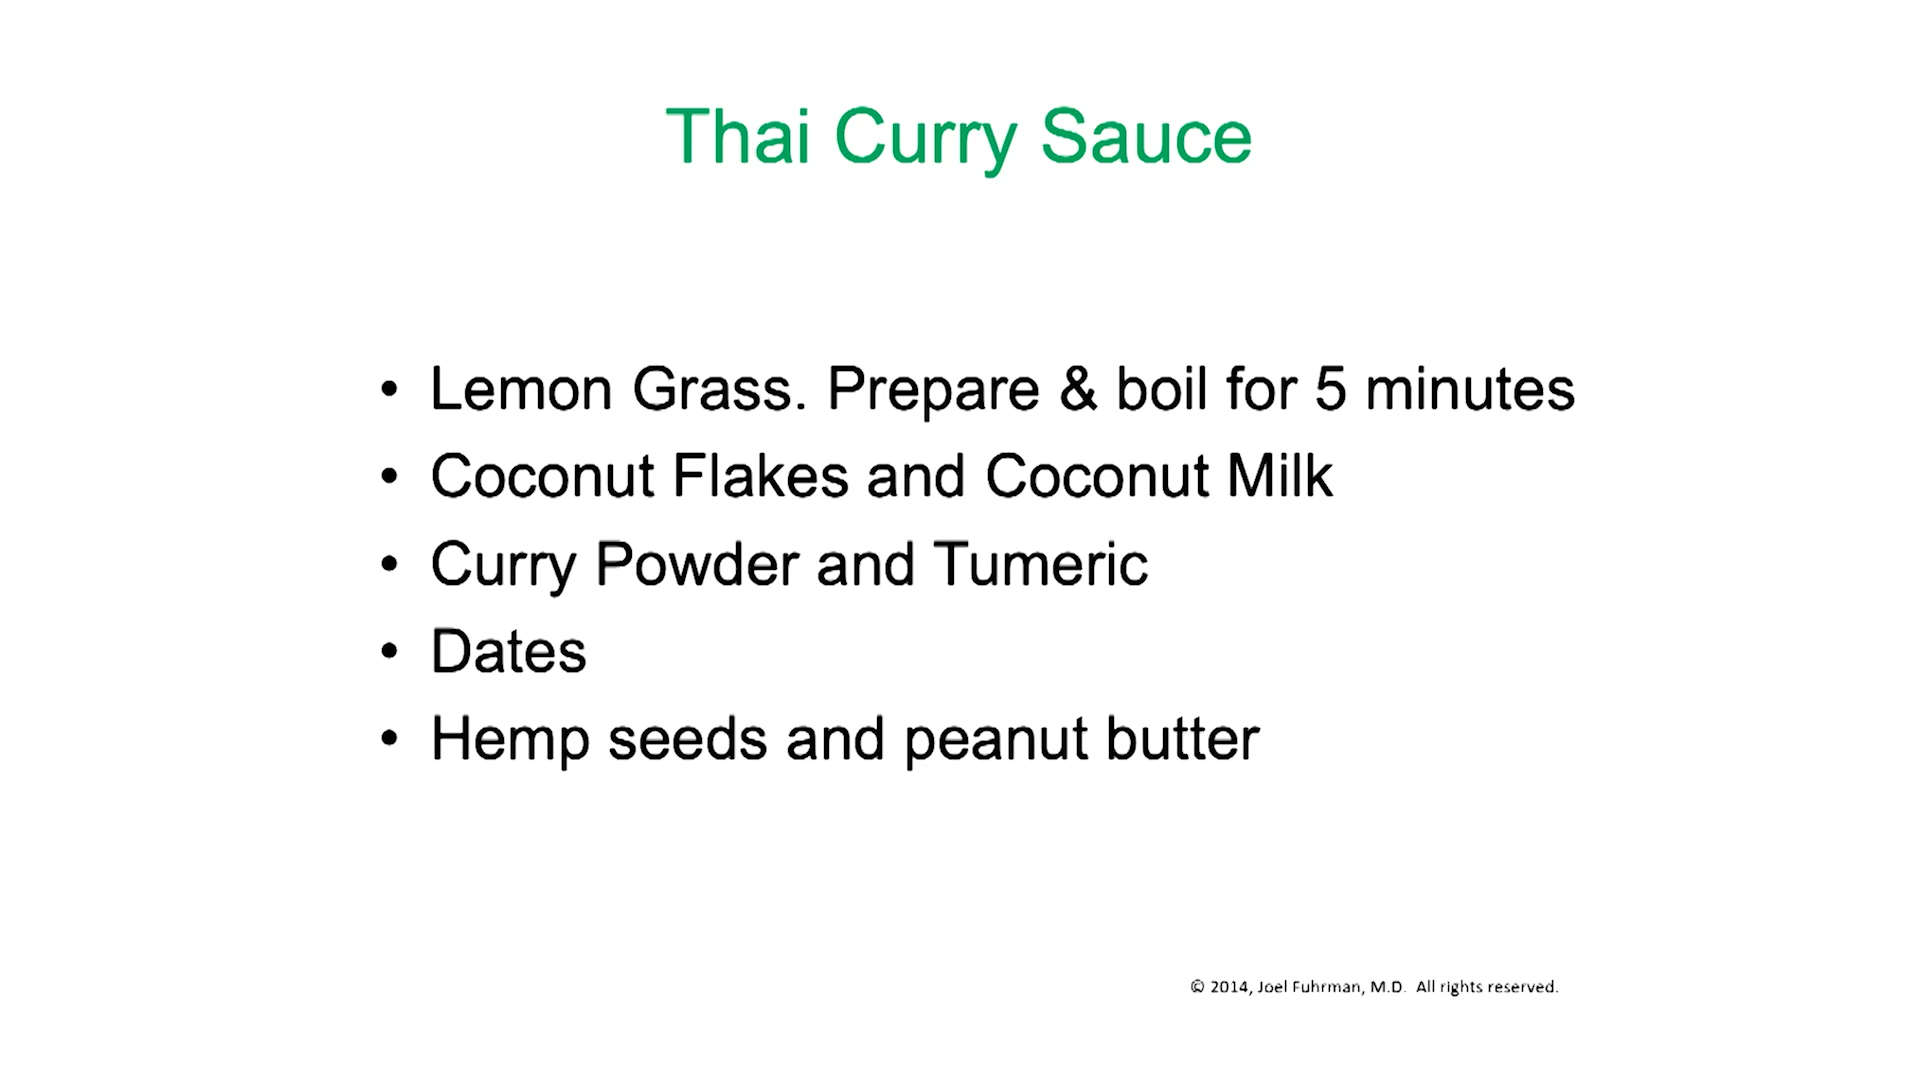 Thai Curry Sauce
• Lemon Grass. Prepare & boil for 5 minutes
• Coconut Flakes and Coconut Milk
• Curry Powder and Tumeric
• Dates
• Hemp seeds and peanut butter
© 2014, Joel Fuhrman, M.D. All rights reserved.